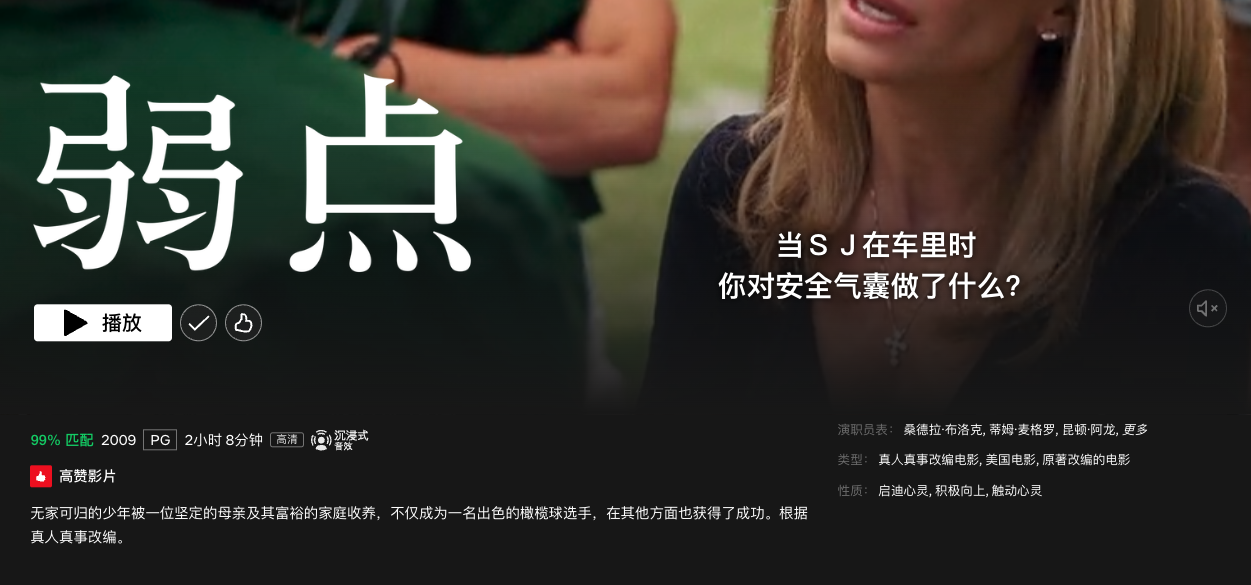 弱点
当ＳＪ在车里时
你对安全气囊做了什么?
播放
99% 匹配 2009 PG 2小时 8分钟 高清 沉浸式音效
高赞影片
无家可归的少年被一位坚定的母亲及其富裕的家庭收养，不仅成为一名出色的橄榄球选手，在其他方面也获得了成功。根据
真人真事改编。
演职员表： 桑德拉·布洛克, 蒂姆·麦格罗, 昆顿·阿龙, 更多
类型： 真人真事改编电影, 美国电影, 原著改编的电影
性质： 启迪心灵, 积极向上, 触动心灵